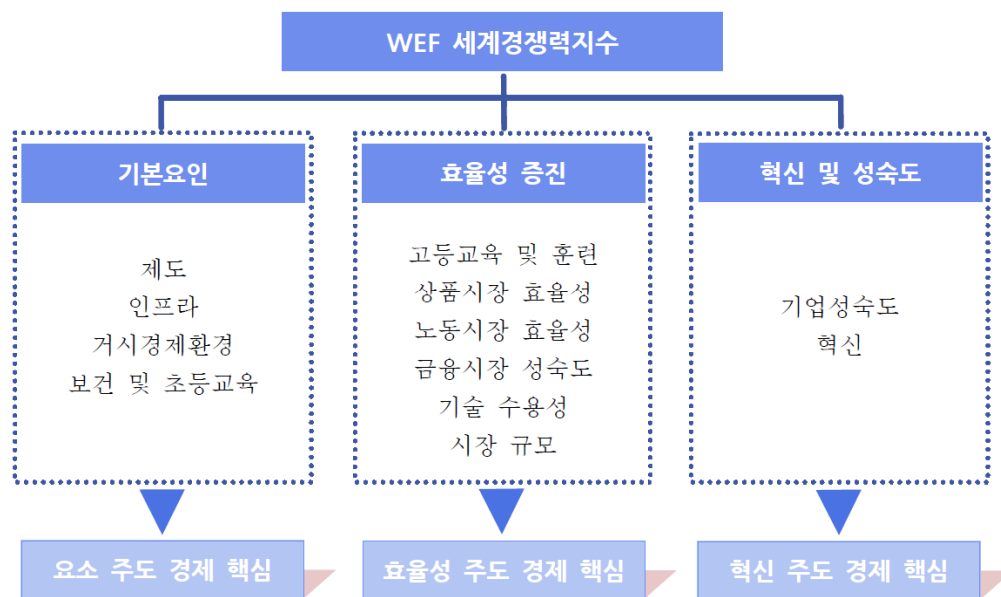 WEF 세계경쟁력지수
기본요인
제도
인프라
거시경제환경
보건 및 초등교육
요소 주도 경제 핵심
효율성 증진
고등교육 및 훈련
상품시장 효율성
노동시장 효율성
금융시장 성숙도
기술 수용성
시장 규모
효율성 주도 경제 핵심
혁신 및 성숙도
기업성숙도
혁신
혁신 주도 경제 핵심